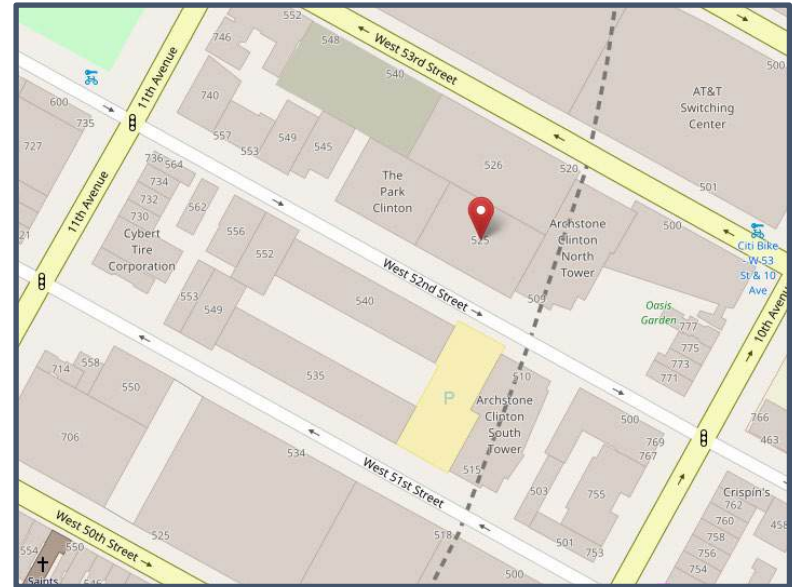 552
548
746
540
West 53rd Street
500
11th Avenue
600
735
740
557
553
549
545
AT&T
Switching
Center
727
736
564
734
732
730
562
The
Park
Clinton
526
520
501
525
500
Archstone
Clinton
North
Tower
Citi Bike
- W 53
St & 10
Ave
11th Avenue
Cybert
Tire
Corporation
556
552
West 52nd Street
509
Oasis
Garden
777
775
773
771
10th Avenue
553
549
540
714
558
550
535
P
510
Archstone
Clinton
South
Tower
500
769
767
766
463
706
534
West 51st Street
515
503
755
Crispin's
762
760
758
756
754
458
West 50th Street
525
518
501
753
500
554
550
Saints